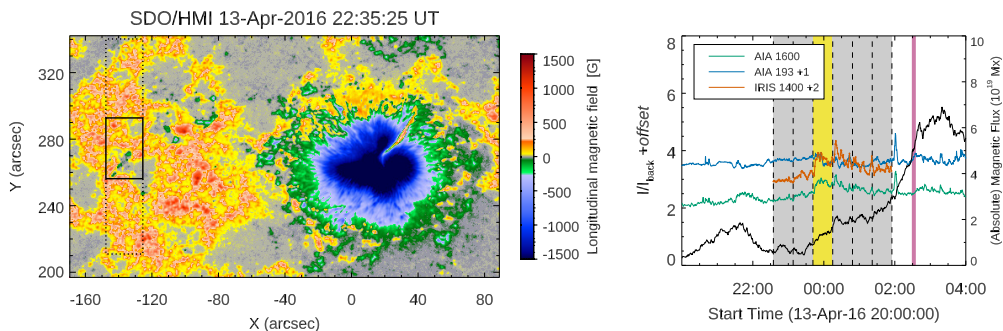 SDO/HMI 13-Apr-2016 22:35:25 UT
320
280
240
200
Y (arcsec)
-160 -120 -80 -40 0 40 80
X (arcsec)
1500
1000
500
250
0
-250
-500
-1000
-1500
Longitudinal magnetic field [G]
8
6
4
2
0
I/I_back +offset
AIA 1600
AIA 193 +1
IRIS 1400 +2
10
8
6
4
2
0
(Absolute) Magnetic Flux (10^19 Mx)
22:00 00:00 02:00 04:00
Start Time (13-Apr-16 20:00:00)